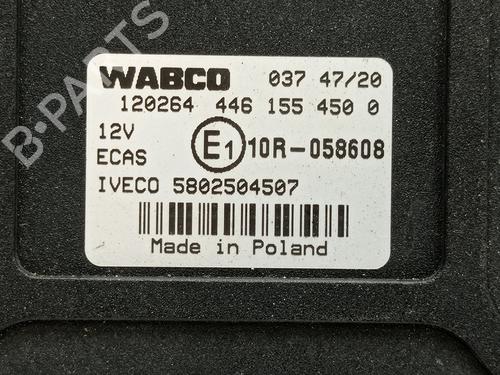 WABCO 037 47/20
120264 446 155 450 0
12V
ECAS E1 10R-058608
IVECO 5802504507
Made in Poland
B-PARTS